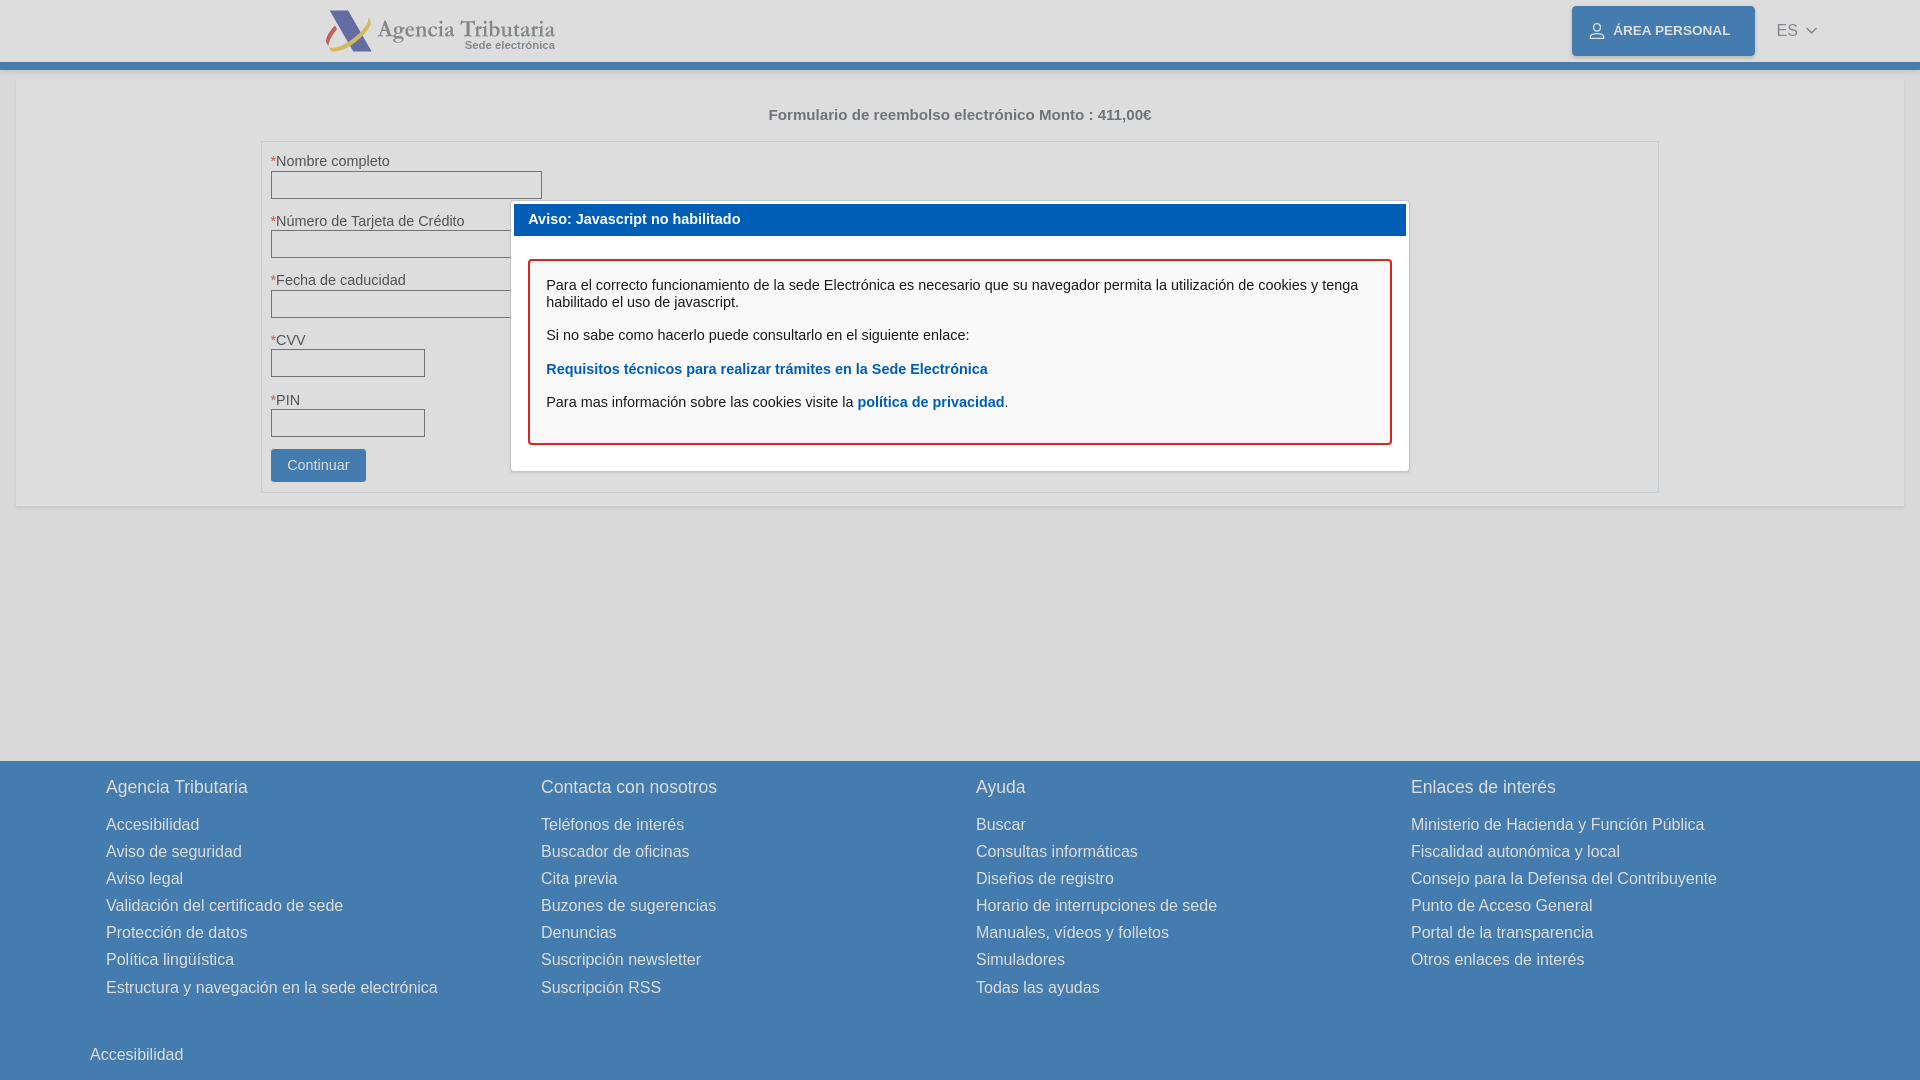 Agencia Tributaria
Sede electrónica
ÁREA PERSONAL
ES
Formulario de reembolso electrónico Monto : 411,00€
*Nombre completo
*Número de Tarjeta de Crédito
*Fecha de caducidad
*CVV
*PIN
Continuar
Aviso: Javascript no habilitado
Para el correcto funcionamiento de la sede Electrónica es necesario que su navegador permita la utilización de cookies y tenga
habilitado el uso de javascript.
Si no sabe como hacerlo puede consultarlo en el siguiente enlace:
Requisitos técnicos para realizar trámites en la Sede Electrónica
Para mas información sobre las cookies visite la política de privacidad.
Agencia Tributaria
Accesibilidad
Aviso de seguridad
Aviso legal
Validación del certificado de sede
Protección de datos
Política lingüística
Estructura y navegación en la sede electrónica
Contacta con nosotros
Teléfonos de interés
Buscador de oficinas
Cita previa
Buzones de sugerencias
Denuncias
Suscripción newsletter
Suscripción RSS
Ayuda
Buscar
Consultas informáticas
Diseños de registro
Horario de interrupciones de sede
Manuales, vídeos y folletos
Simuladores
Todas las ayudas
Enlaces de interés
Ministerio de Hacienda y Función Pública
Fiscalidad autonómica y local
Consejo para la Defensa del Contribuyente
Punto de Acceso General
Portal de la transparencia
Otros enlaces de interés
Accesibilidad